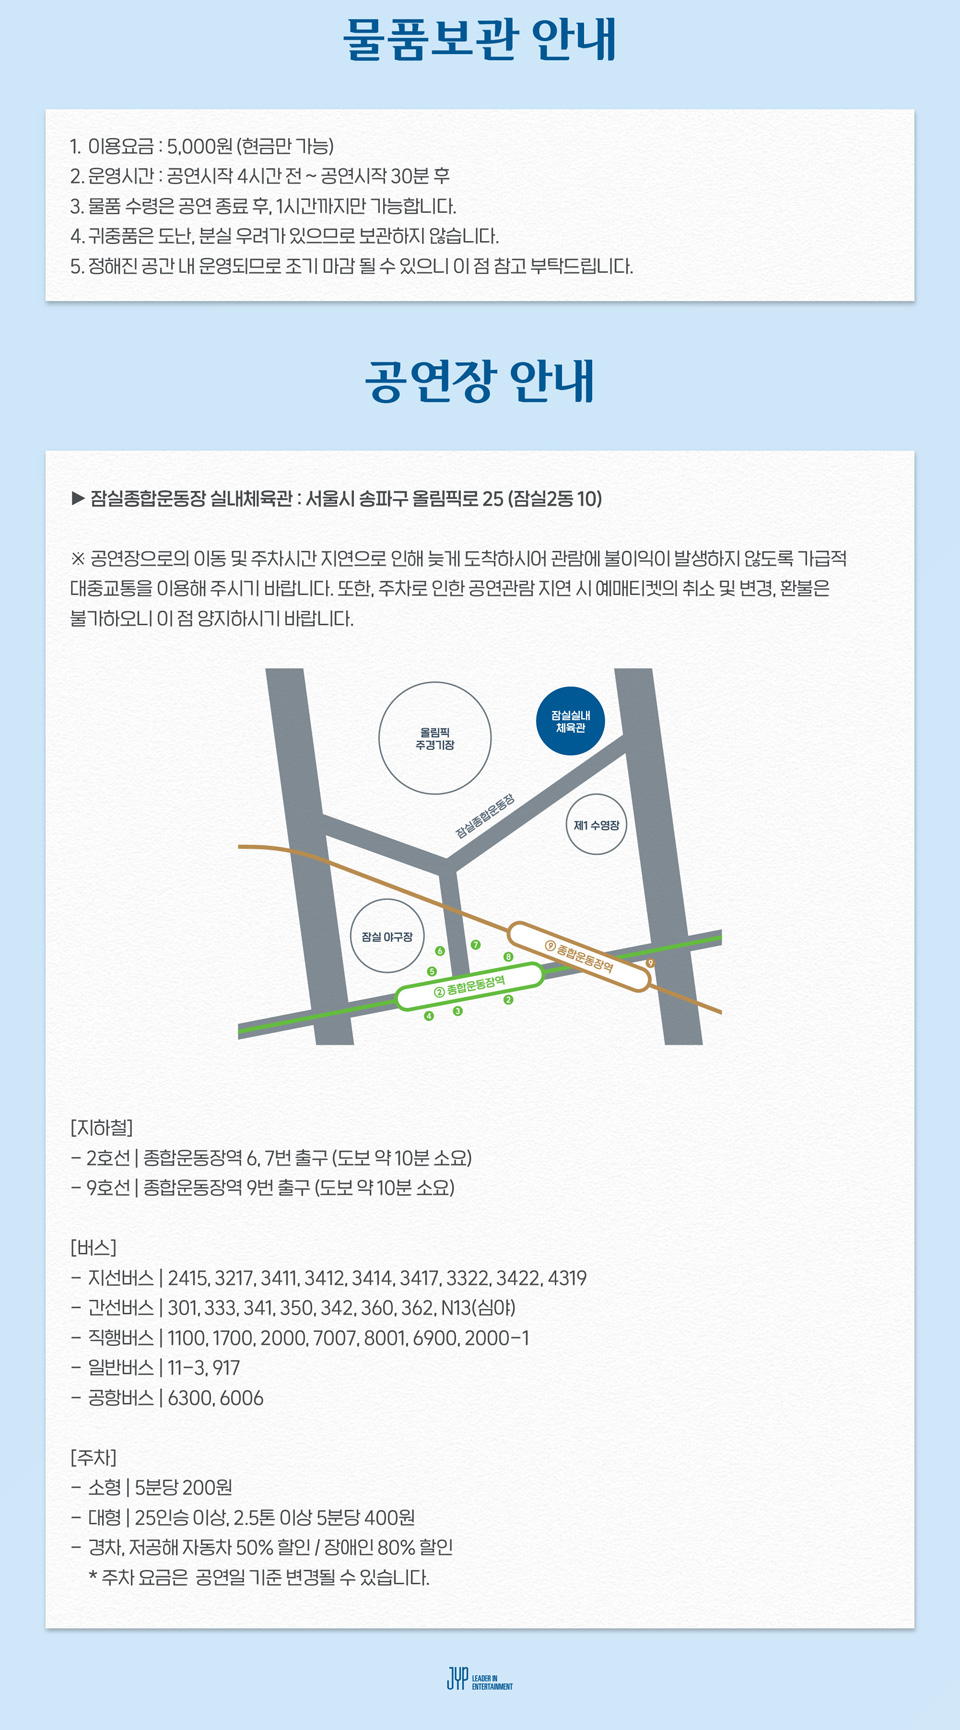 물품보관 안내
1. 이용요금 : 5,000원 (현금만 가능)
2. 운영시간 : 공연시작 4시간 전 ~ 공연시작 30분 후
3. 물품 수령은 공연 종료 후, 1시간까지만 가능합니다.
4. 귀중품은 도난, 분실 우려가 있으므로 보관하지 않습니다.
5. 정해진 공간 내 운영되므로 조기 마감 될 수 있으니 이 점 참고 부탁드립니다.
공연장 안내
▶ 잠실종합운동장 실내체육관 : 서울시 송파구 올림픽로 25 (잠실2동 10)
※ 공연장으로의 이동 및 주차시간 지연으로 인해 늦게 도착하시어 관람에 불이익이 발생하지 않도록 가급적
대중교통을 이용해 주시기 바랍니다. 또한, 주차로 인한 공연관람 지연 시 예매티켓의 취소 및 변경, 환불은
불가하오니 이 점 양지하시기 바랍니다.
올림픽
주경기장
잠실실내
체육관
잠실종합운동장
제1 수영장
잠실 야구장
⑨ 종합운동장역
9
7
6
8
5
② 종합운동장역
2
3
4
[지하철]
- 2호선 | 종합운동장역 6, 7번 출구 (도보 약 10분 소요)
- 9호선 | 종합운동장역 9번 출구 (도보 약 10분 소요)
[버스]
- 지선버스 | 2415, 3217, 3411, 3412, 3414, 3417, 3322, 3422, 4319
- 간선버스 | 301, 333, 341, 350, 342, 360, 362, N13(심야)
- 직행버스 | 1100, 1700, 2000, 7007, 8001, 6900, 2000-1
- 일반버스 | 11-3, 917
- 공항버스 | 6300, 6006
[주차]
- 소형 | 5분당 200원
- 대형 | 25인승 이상, 2.5톤 이상 5분당 400원
- 경차, 저공해 자동차 50% 할인 / 장애인 80% 할인
* 주차 요금은 공연일 기준 변경될 수 있습니다.
JYP LEADER IN
ENTERTAINMENT